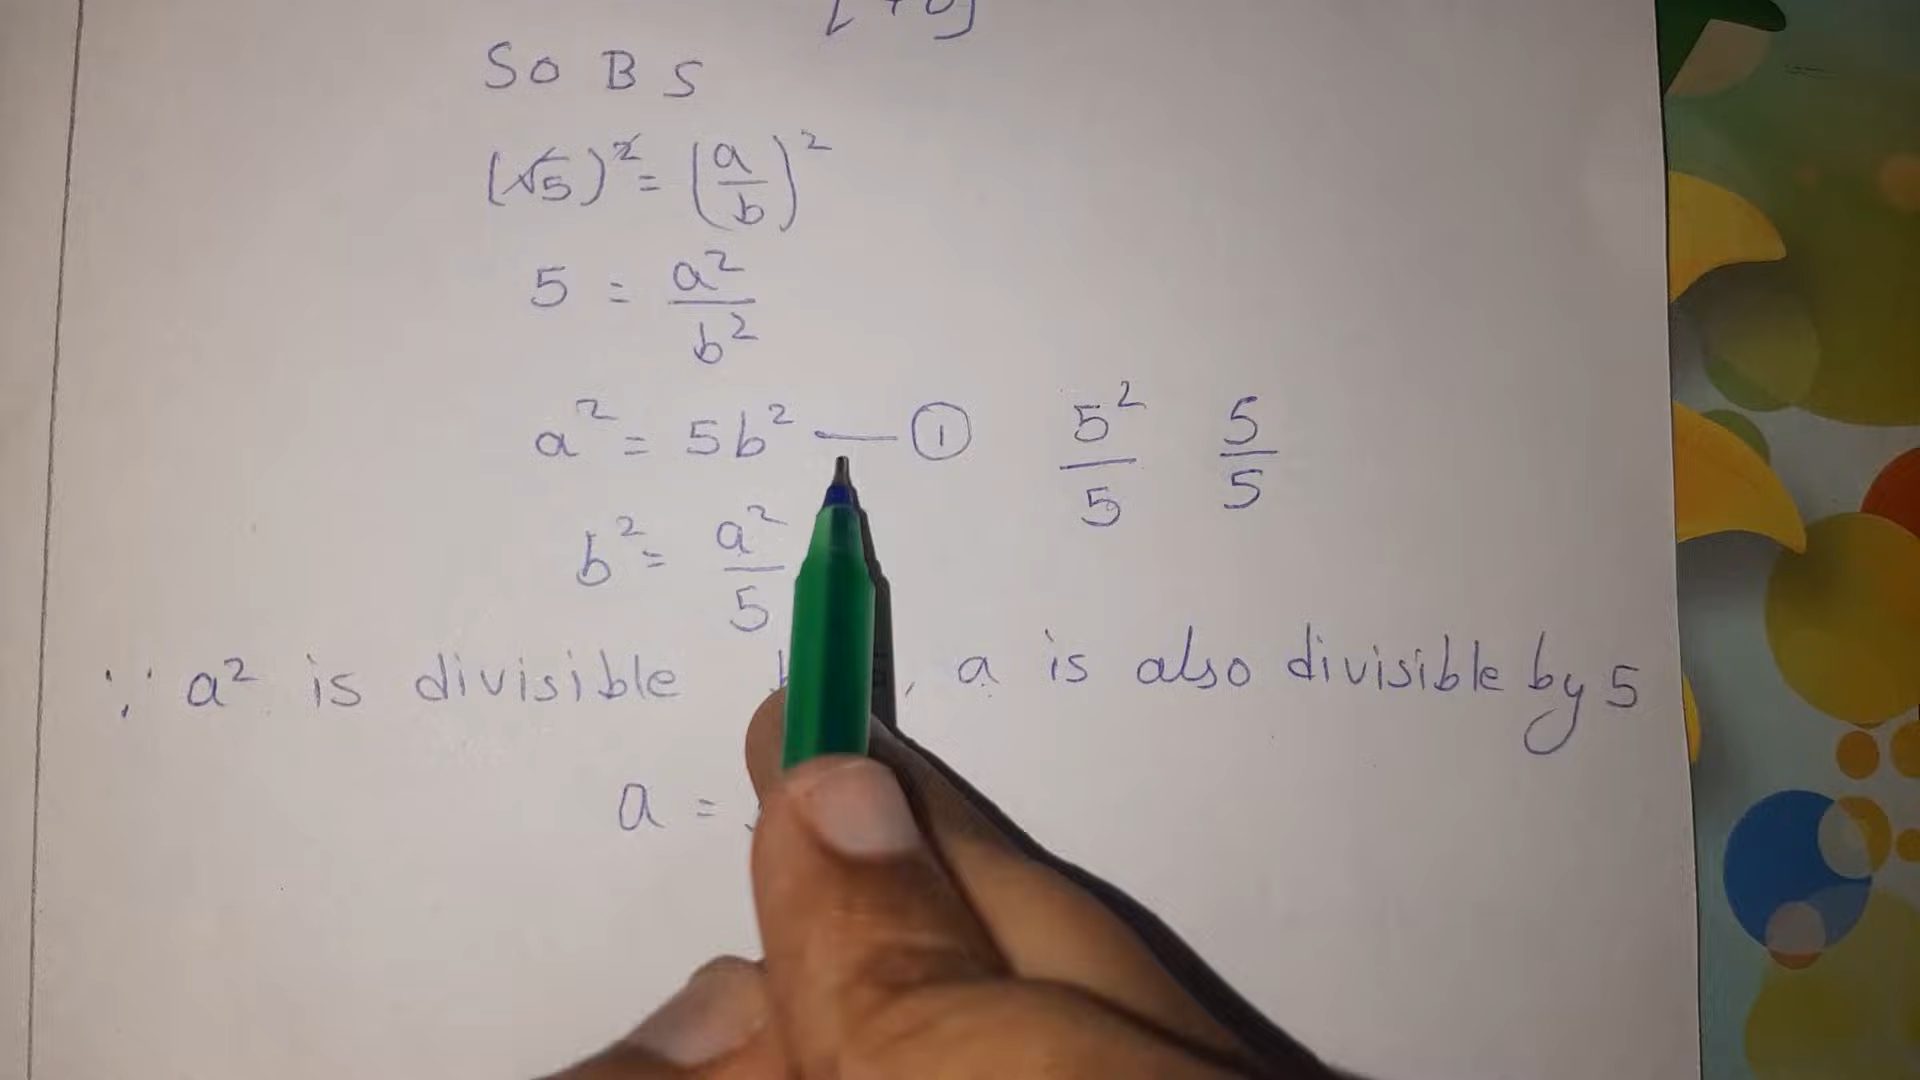 S O B S
(√5)² = (a/b)²
5 = a²/b²
a² = 5b² — ① 5²/5 5/5
b² = a²/5
∵ a² is divisible , a is also divisible by 5
a =